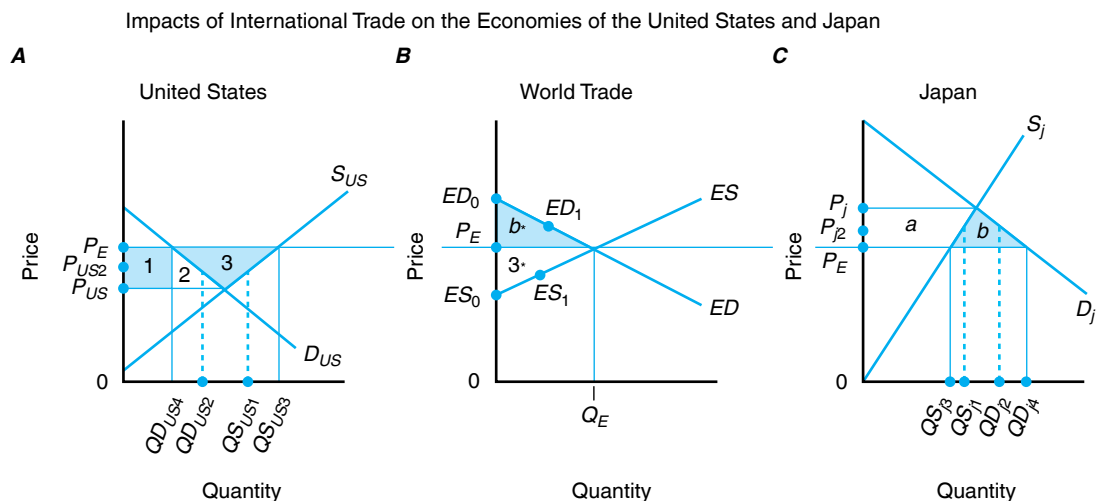 Impacts of International Trade on the Economies of the United States and Japan
A
United States
Price
S_US
P_E
P_US2
P_US
1
2
3
D_US
0
QD_US4
QD_US2
QS_US1
QS_US3
Quantity
B
World Trade
Price
ED_0
ED_1
ES
b*
P_E
3*
ES_0
ES_1
ED
0
Q_E
Quantity
C
Japan
Price
S_j
P_j
P_j2
P_E
a
b
D_j
0
QS_j3
QS_j1
QD_j2
QD_j4
Quantity